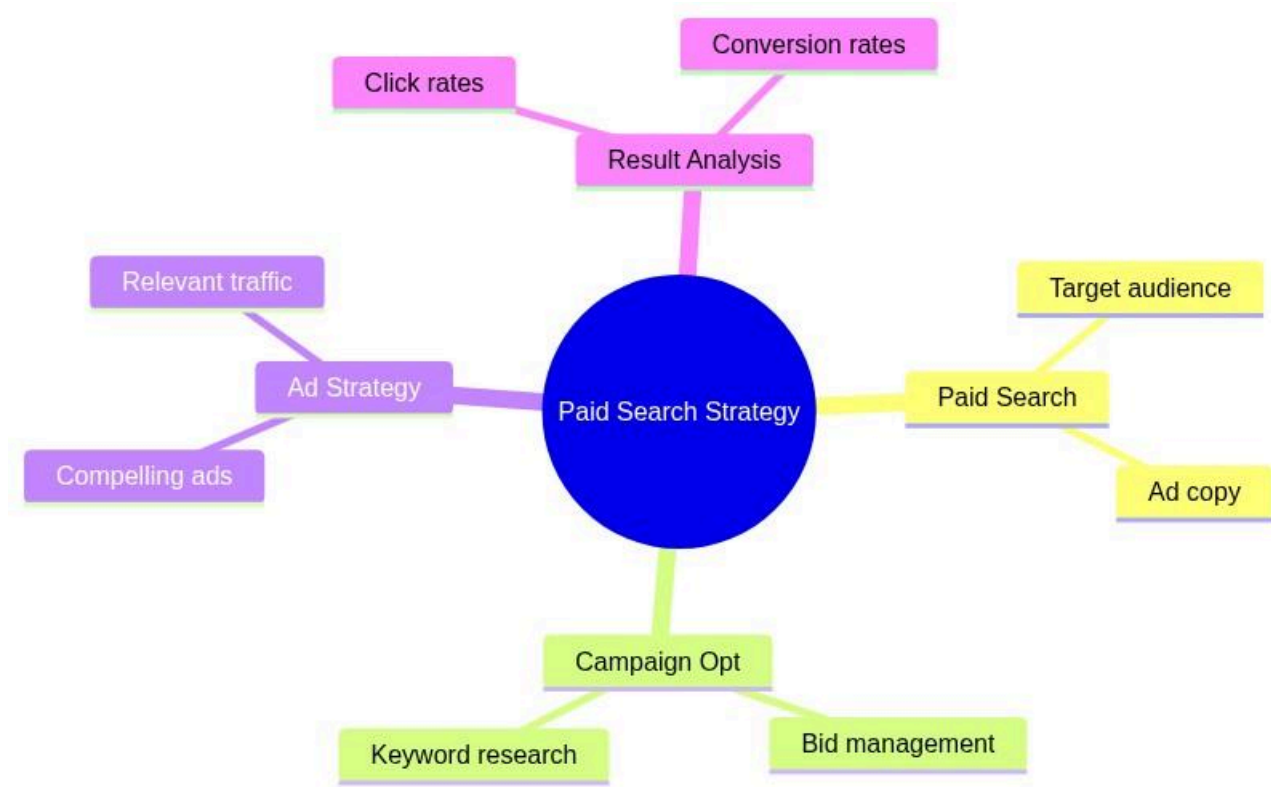 Conversion rates
Click rates
Result Analysis
Relevant traffic
Target audience
Ad Strategy
Paid Search
Paid Search Strategy
Compelling ads
Ad copy
Campaign Opt
Keyword research
Bid management